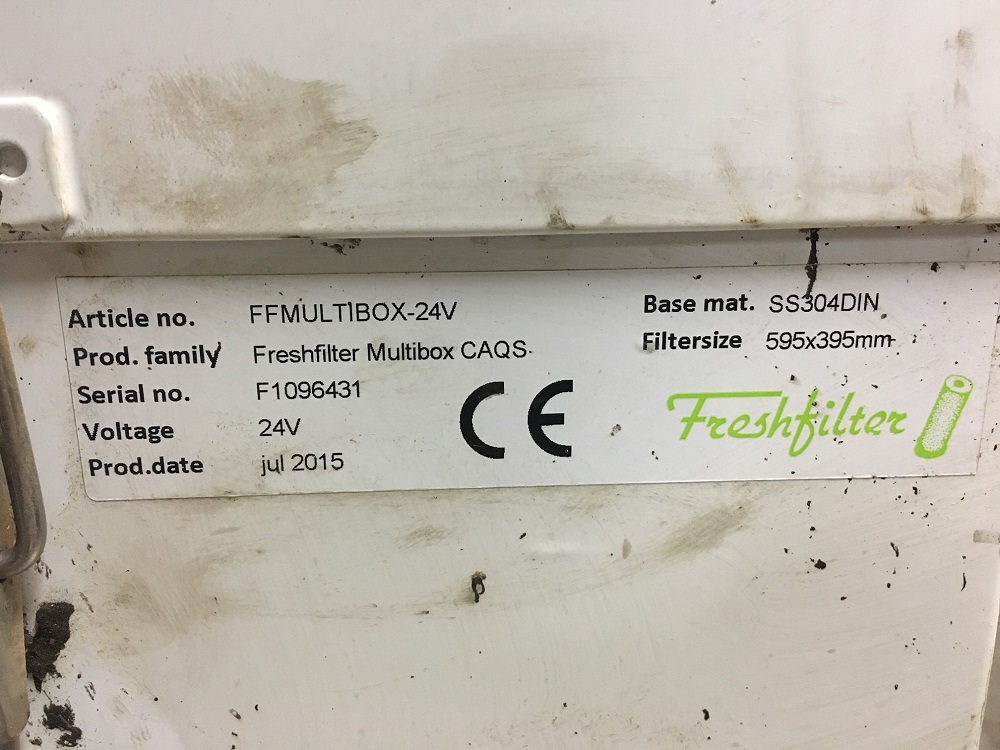 Article no. FFMULTIBOX-24V
Prod. family Freshfilter Multibox CAQS
Serial no. F1096431
Voltage 24V
Prod.date jul 2015
CE
Base mat. SS304DIN
Filtersize 595x395mm
Freshfilter